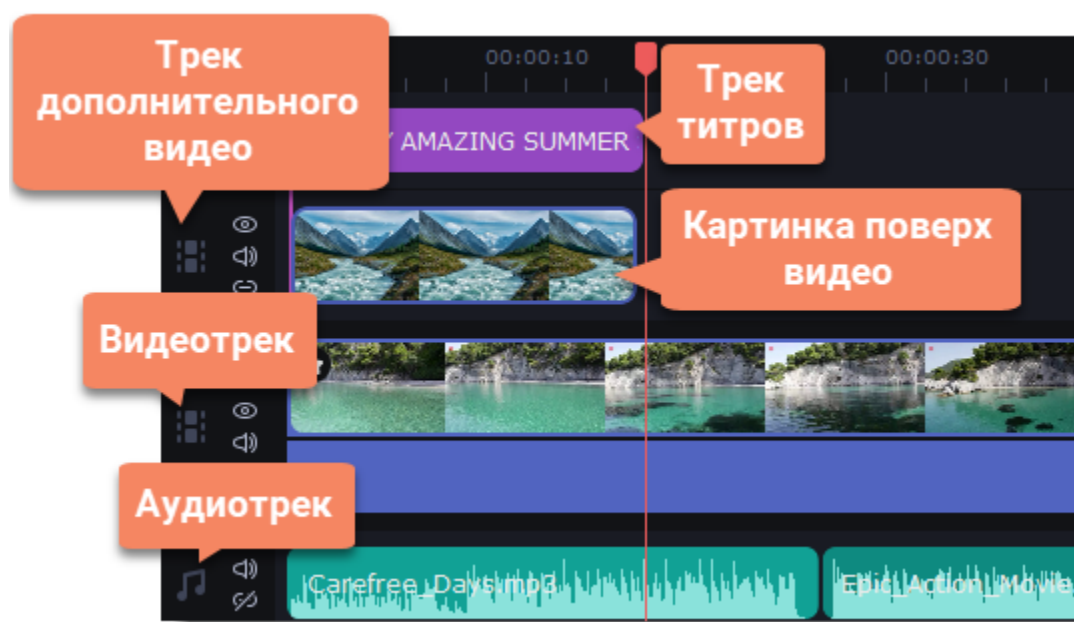 Трек
дополнительного
видео
00:00:10
00:00:30
Трек
титров
AMAZING SUMMER
Картинка поверх
видео
Видеотрек
Аудиотрек
Carefree_Days.mp3
Epic_Action_Movie